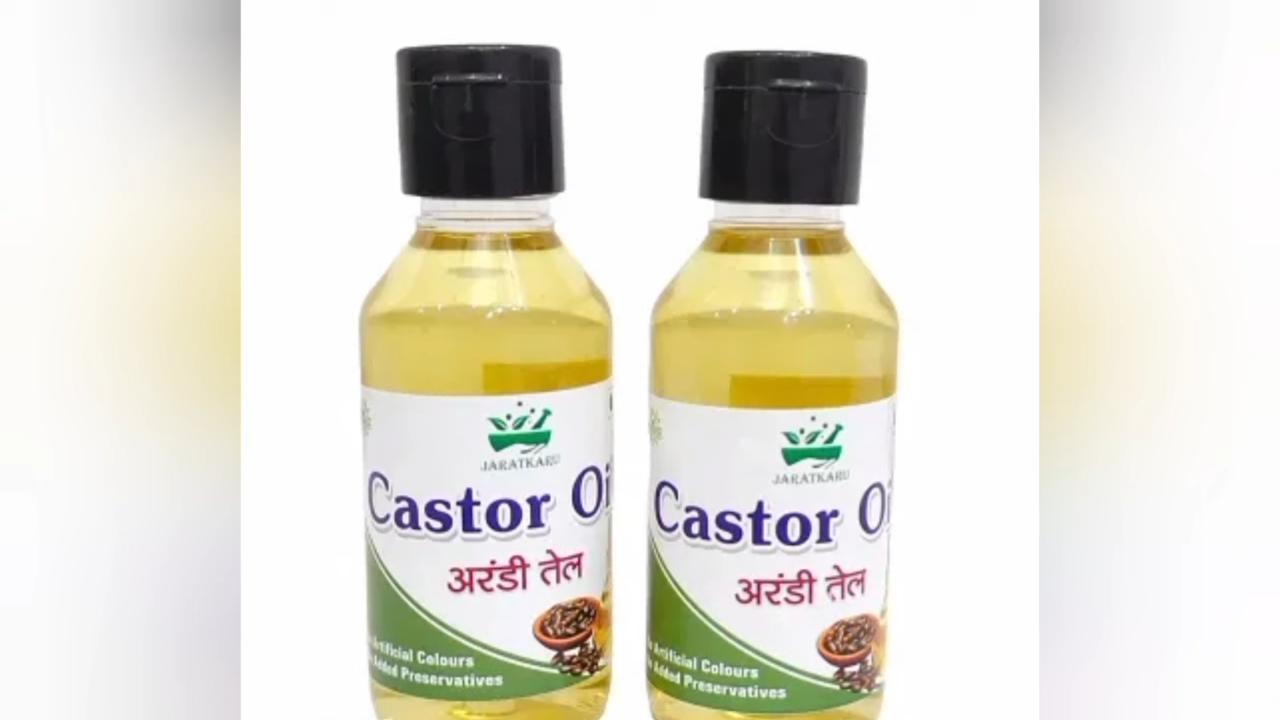 JARATKARU
Castor Oi
अरंडी तेल
Artificial Colours
Added Preservatives
JARATKARU
Castor Oi
अरंडी तेल
Artificial Colours
Added Preservatives